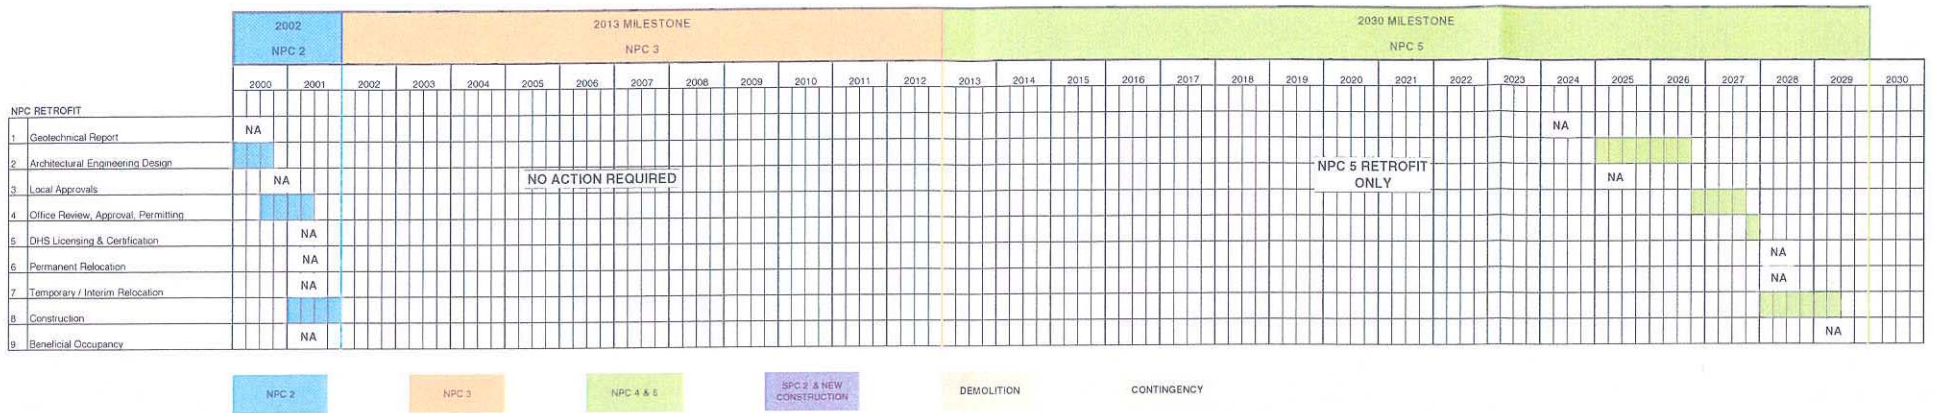 2002
NPC 2
2013 MILESTONE
NPC 3
2030 MILESTONE
NPC 5
2000 2001 2002 2003 2004 2005 2006 2007 2008 2009 2010 2011 2012 2013 2014 2015 2016 2017 2018 2019 2020 2021 2022 2023 2024 2025 2026 2027 2028 2029 2030
NPC RETROFIT
1 Geotechnical Report NA NA
2 Architectural Engineering Design
3 Local Approvals NA NA
4 Office Review, Approval, Permitting
5 DHS Licensing & Certification NA
6 Permanent Relocation NA NA
7 Temporary / Interim Relocation NA NA
8 Construction
9 Beneficial Occupancy NA NA
NO ACTION REQUIRED
NPC 5 RETROFIT
ONLY
NPC 2
NPC 3
NPC 4 & 5
SPC 2 & NEW
CONSTRUCTION
DEMOLITION
CONTINGENCY